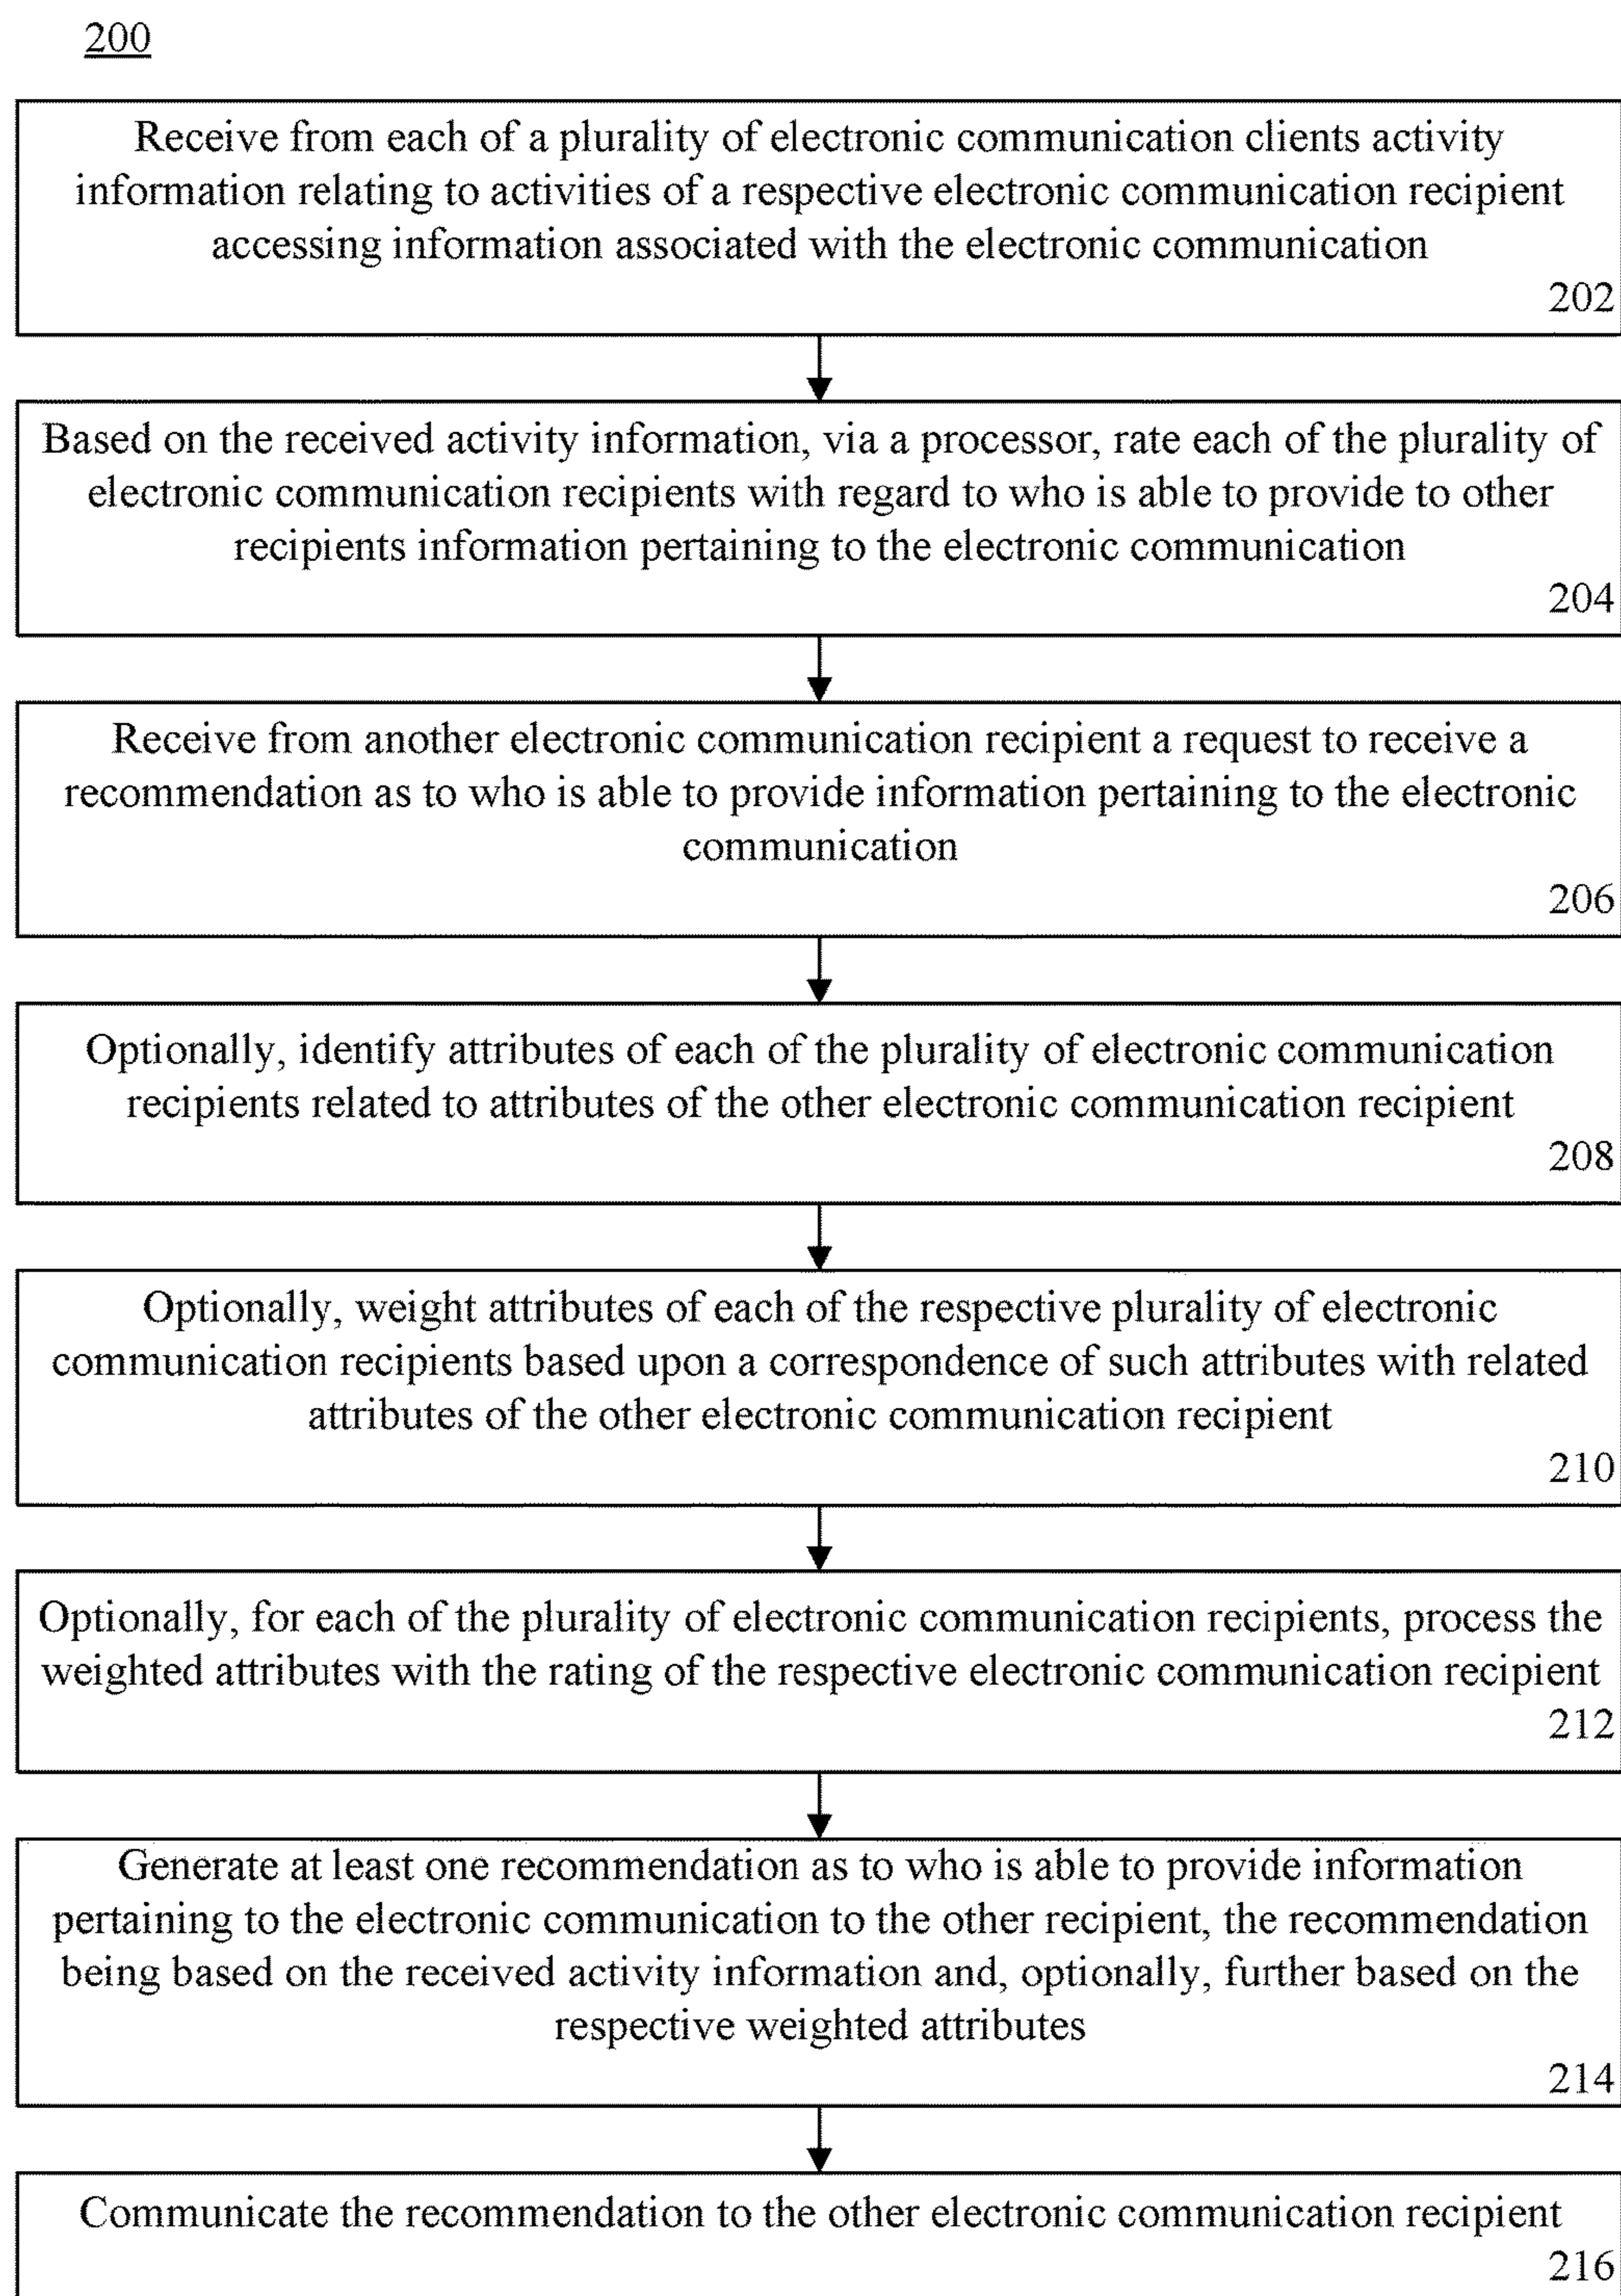 200
Receive from each of a plurality of electronic communication clients activity
information relating to activities of a respective electronic communication recipient
accessing information associated with the electronic communication
202
Based on the received activity information, via a processor, rate each of the plurality of
electronic communication recipients with regard to who is able to provide to other
recipients information pertaining to the electronic communication
204
Receive from another electronic communication recipient a request to receive a
recommendation as to who is able to provide information pertaining to the electronic
communication
206
Optionally, identify attributes of each of the plurality of electronic communication
recipients related to attributes of the other electronic communication recipient
208
Optionally, weight attributes of each of the respective plurality of electronic
communication recipients based upon a correspondence of such attributes with related
attributes of the other electronic communication recipient
210
Optionally, for each of the plurality of electronic communication recipients, process the
weighted attributes with the rating of the respective electronic communication recipient
212
Generate at least one recommendation as to who is able to provide information
pertaining to the electronic communication to the other recipient, the recommendation
being based on the received activity information and, optionally, further based on the
respective weighted attributes
214
Communicate the recommendation to the other electronic communication recipient
216